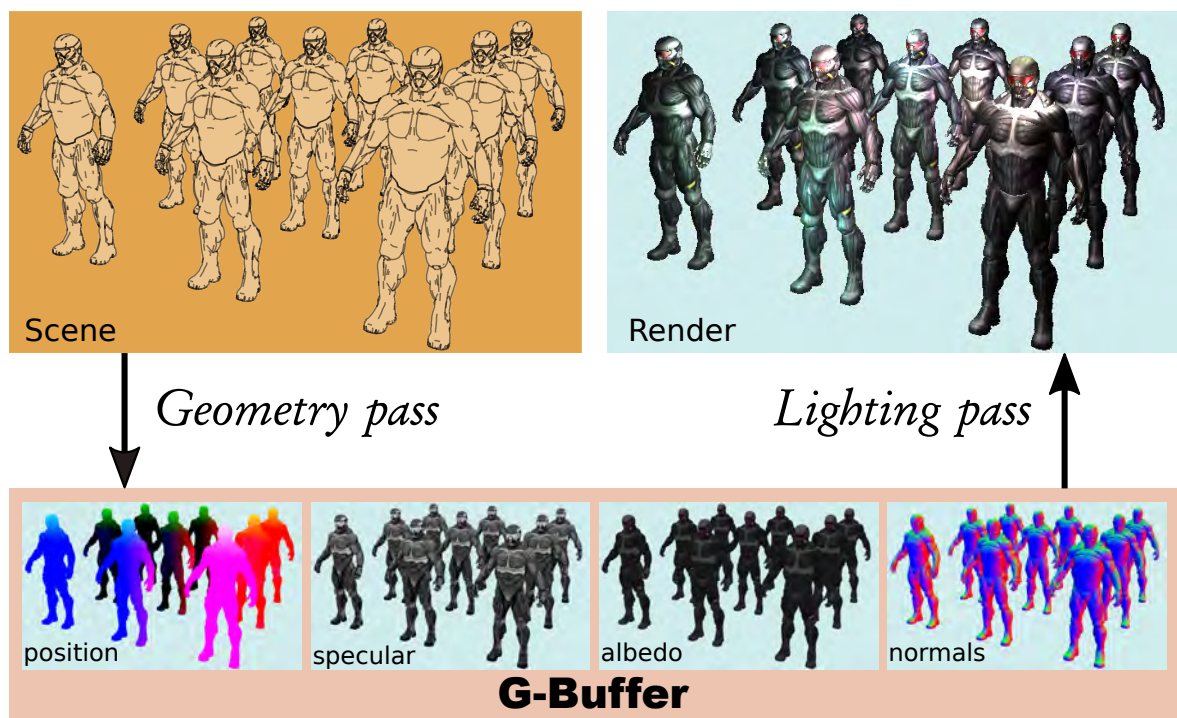 Scene
Render
Geometry pass
Lighting pass
position
specular
albedo
normals
G-Buffer